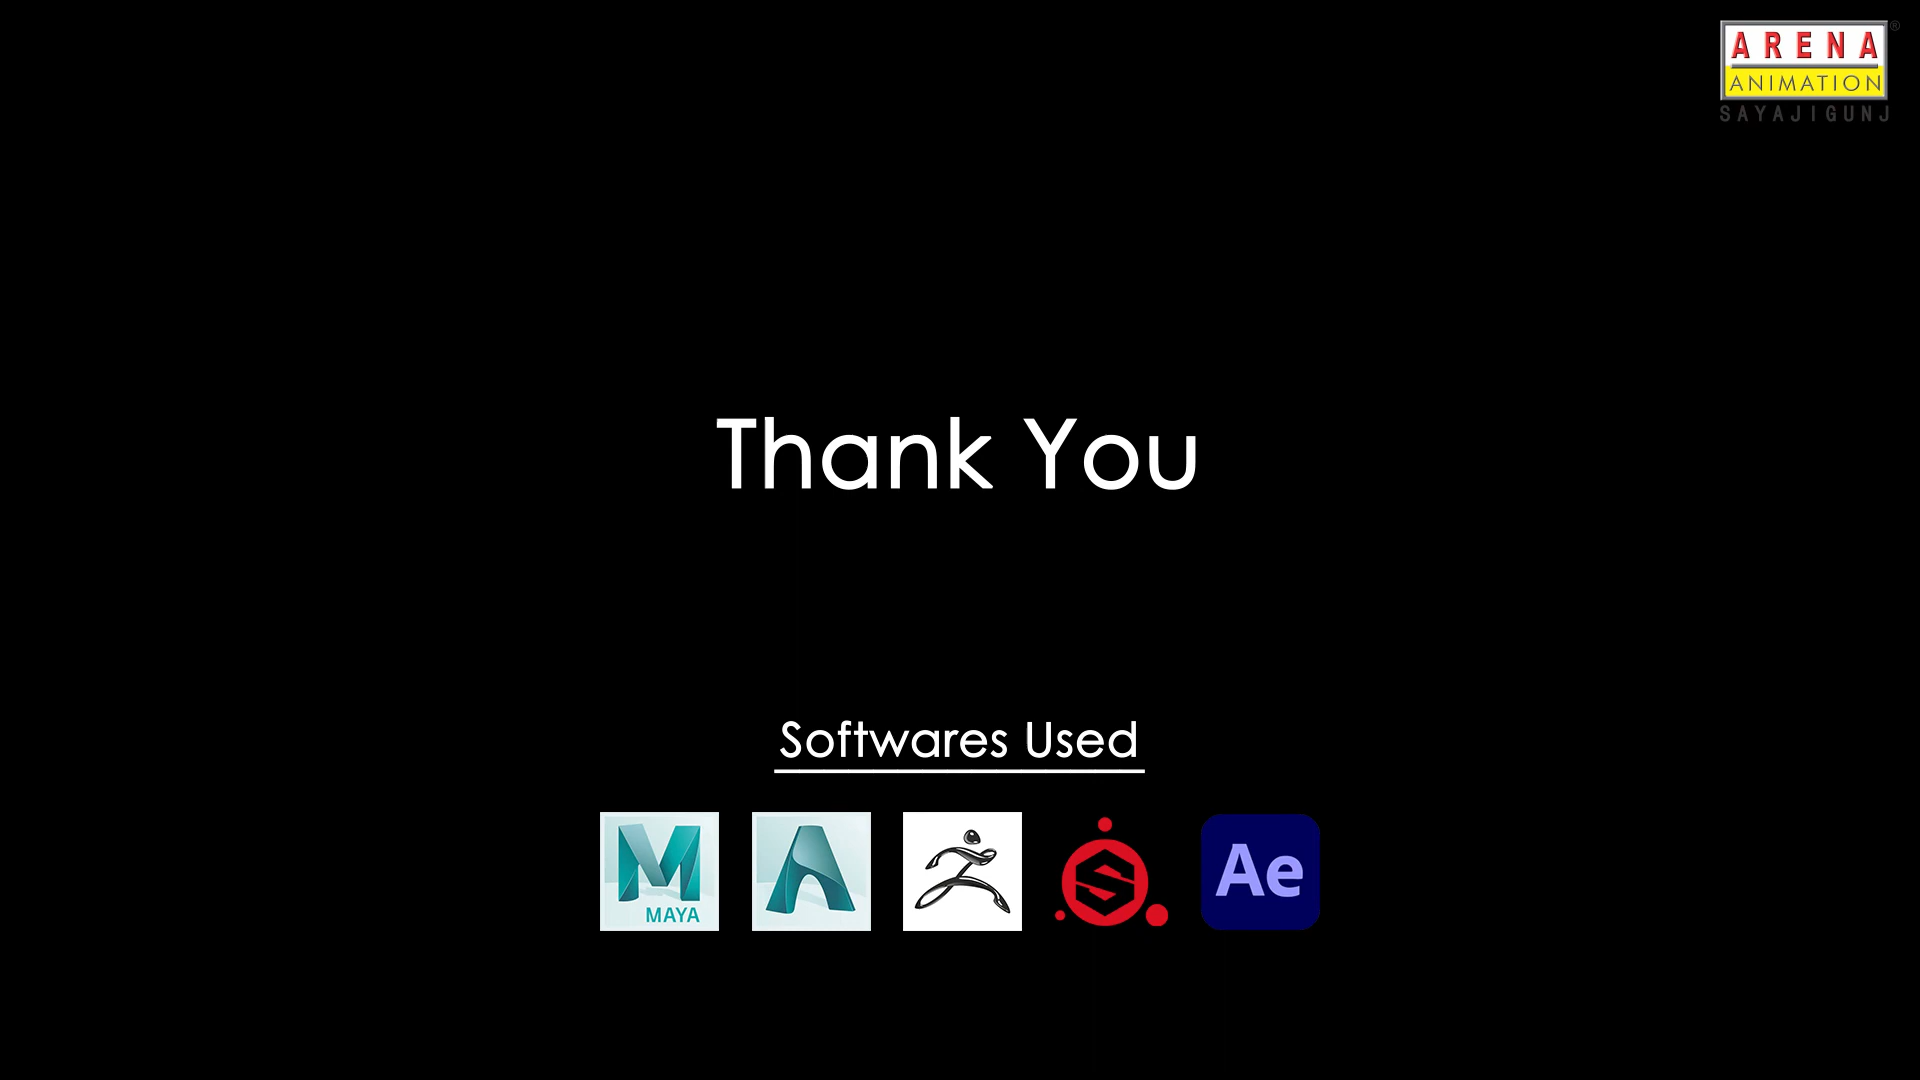 ARENA
ANIMATION
SAYAJIGUNJ
Thank You
Softwares Used
MAYA
Ae